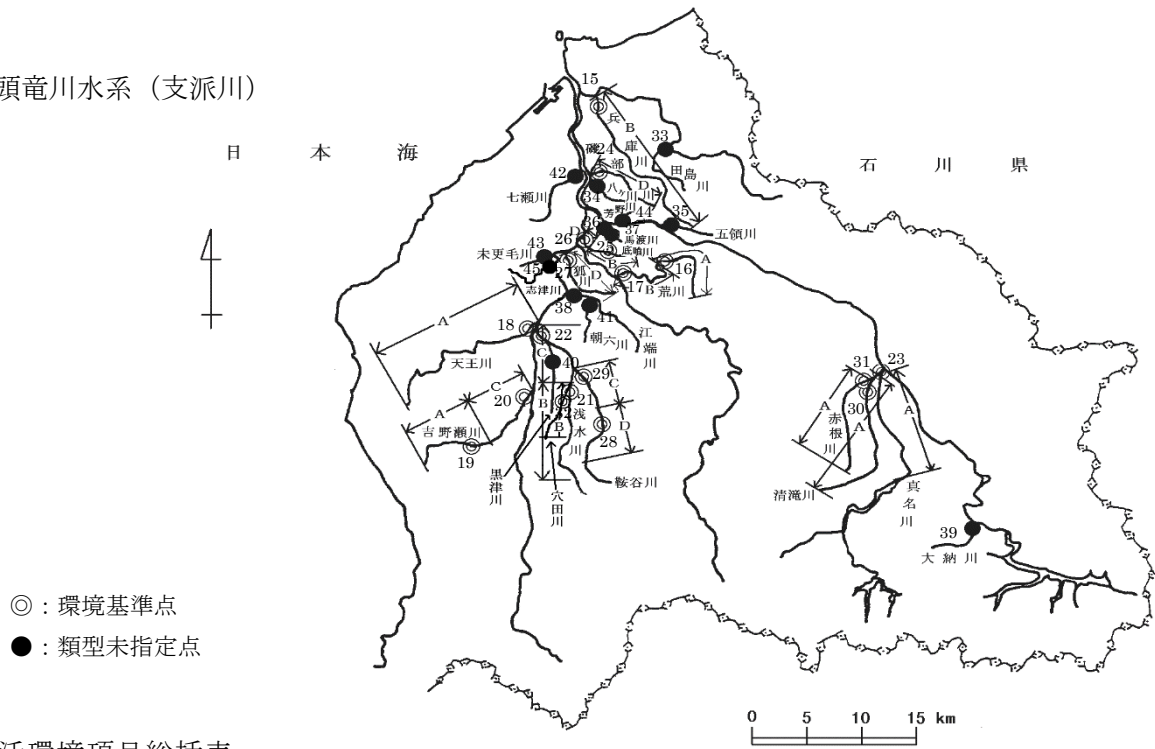 頭竜川水系（支派川）
日本海
石川県
15
兵庫川
B
33
田島川
磯部川
24
D
八ケ川
34
42
七瀬川
芳野川
44
35
五領川
36
37
馬渡川
底喰川
25
D
26
43
未更毛川
45
27
狐川
志津川
D
B
A
17
B
16
荒川
A
38
41
朝六川
江端川
A
18
22
天王川
C
40
29
C
C
20
A
吉野瀬川
19
B
21
32
B
浅水川
28
D
黒津川
穴田川
鞍谷川
31
23
30
A
赤根川
A
A
清滝川
真名川
39
大納川
◎：環境基準点
●：類型未指定点
0 5 10 15 km